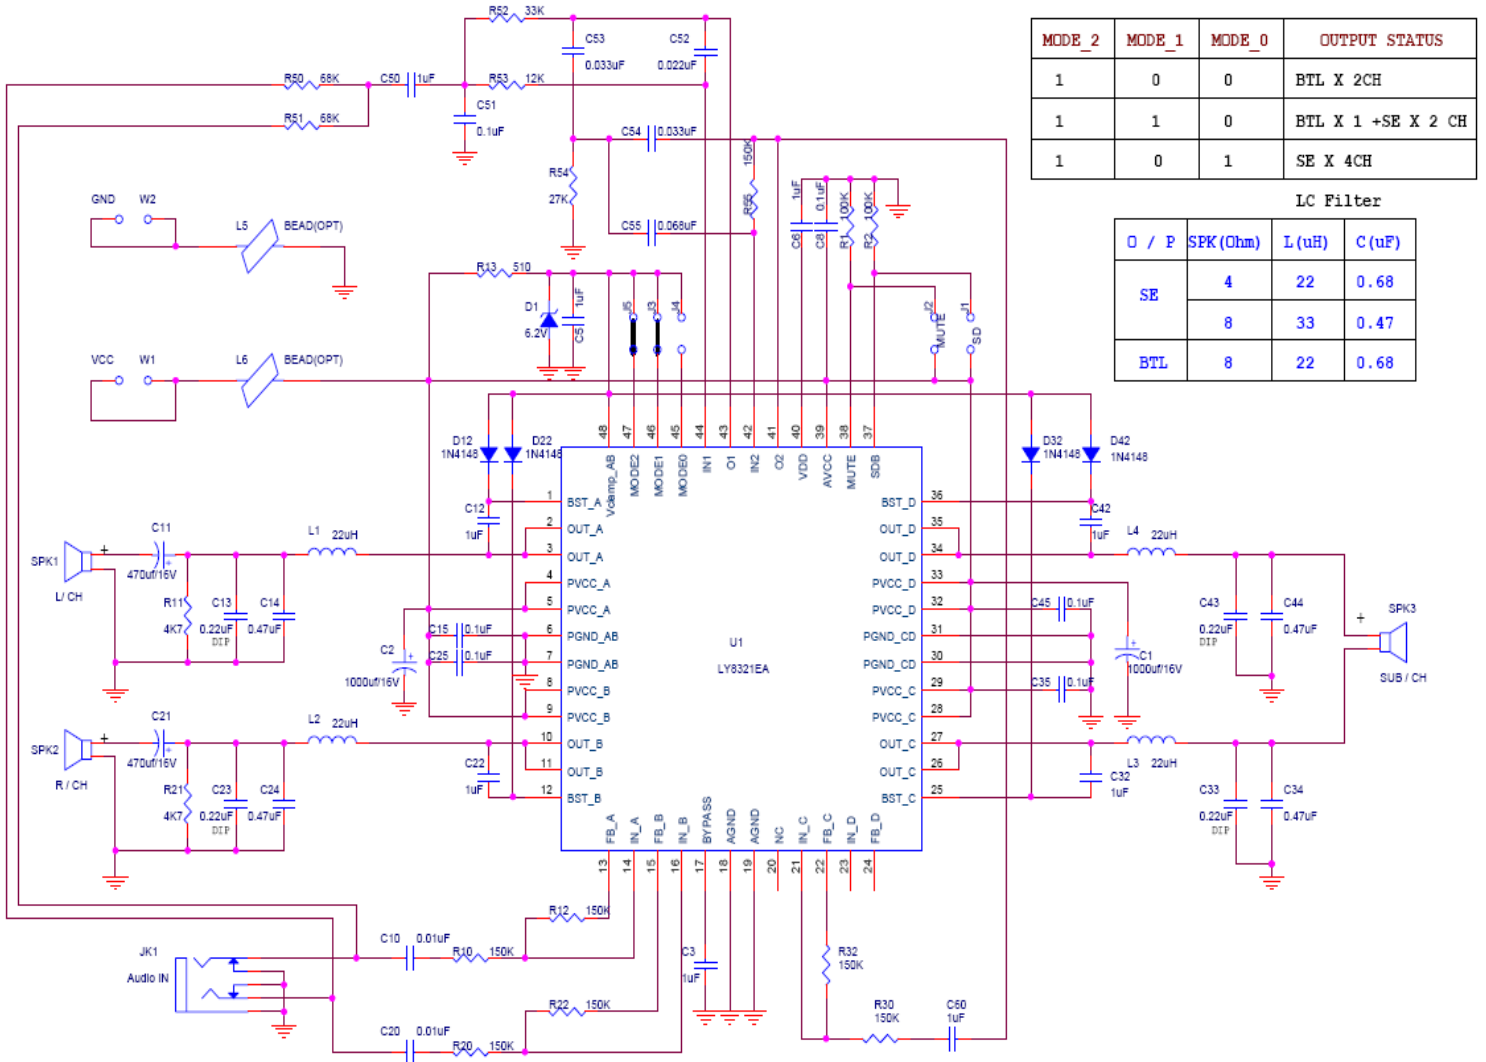 R52 33K
C53
0.033uF
C52
0.022uF
R50 68K
C50 1uF
R53 12K
R51 68K
C51
0.1uF
C54 0.033uF
150K
R55
R54
27K
C55 0.068uF
1uF
C6
0.1uF
C8
R1 100K
R2 100K
GND W2
L5 BEAD(OPT)
R13 510
D1
6.2V
1uF
C5
J5
J3
J4
J2
MUTE
J1
SD
VCC W1
L6 BEAD(OPT)
MODE_2 MODE_1 MODE_0 OUTPUT STATUS
1 0 0 BTL X 2CH
1 1 0 BTL X 1 +SE X 2 CH
1 0 1 SE X 4CH
LC Filter
O / P SPK(Ohm) L(uH) C(uF)
SE 4 22 0.68
8 33 0.47
BTL 8 22 0.68
D12
1N4148
D22
1N4148
D32
1N4148
D42
1N4148
48 47 46 45 44 43 42 41 40 39 38 37
Vclamp_AB MODE2 MODE1 MODE0 IN1 O1 IN2 O2 VDD AVCC MUTE SDB
1 BST_A
2 OUT_A
3 OUT_A
4 PVCC_A
5 PVCC_A
6 PGND_AB
7 PGND_AB
8 PVCC_B
9 PVCC_B
10 OUT_B
11 OUT_B
12 BST_B
BST_D 36
OUT_D 35
OUT_D 34
PVCC_D 33
PVCC_D 32
PGND_CD 31
PGND_CD 30
PVCC_C 29
PVCC_C 28
OUT_C 27
OUT_C 26
BST_C 25
U1
LY8321EA
FB_A IN_A FB_B IN_B BYPASS AGND AGND NC IN_C FB_C IN_D FB_D
13 14 15 16 17 18 19 20 21 22 23 24
C12
1uF
C11
+
470uf/16V
L1 22uH
SPK1
+
L/ CH
R11
4K7
C13
0.22uF
DIP
C14
0.47uF
C15 0.1uF
C25 0.1uF
C2
+
1000uf/16V
C21
+
470uf/16V
L2 22uH
SPK2
+
R / CH
R21
4K7
C23
0.22uF
DIP
C24
0.47uF
C22
1uF
C42
1uF
L4 22uH
C45 0.1uF
C35 0.1uF
+
C1
1000uf/16V
C43
0.22uF
DIP
C44
0.47uF
+
SPK3
SUB / CH
L3 22uH
C32
1uF
C33
0.22uF
DIP
C34
0.47uF
R12 150K
C10 0.01uF
R10 150K
JK1
Audio IN
R22 150K
C20 0.01uF
R20 150K
C3
1uF
R32
150K
R30
150K
C60
1uF